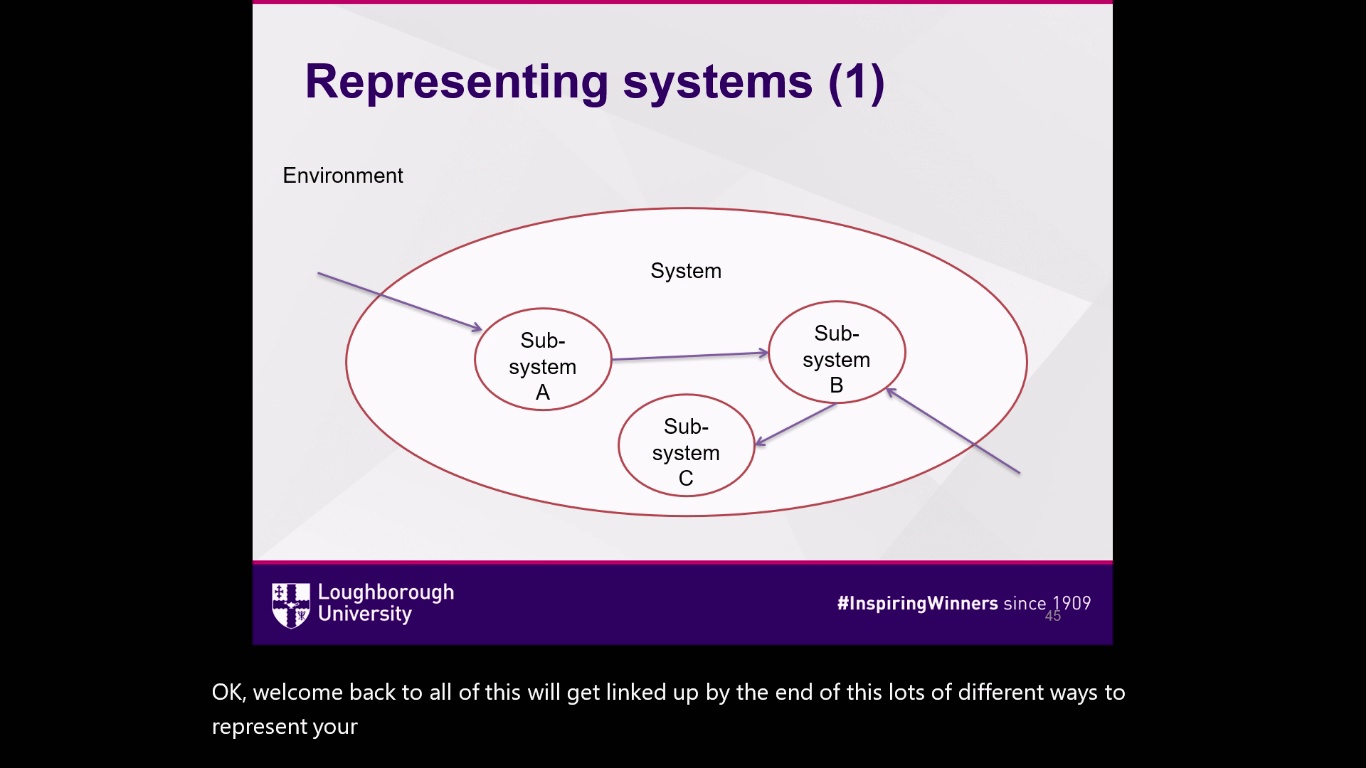 Representing systems (1)
Environment
System
Sub-
system
A
Sub-
system
B
Sub-
system
C
Loughborough
University
#InspiringWinners since 1909
45
OK, welcome back to all of this will get linked up by the end of this lots of different ways to
represent your